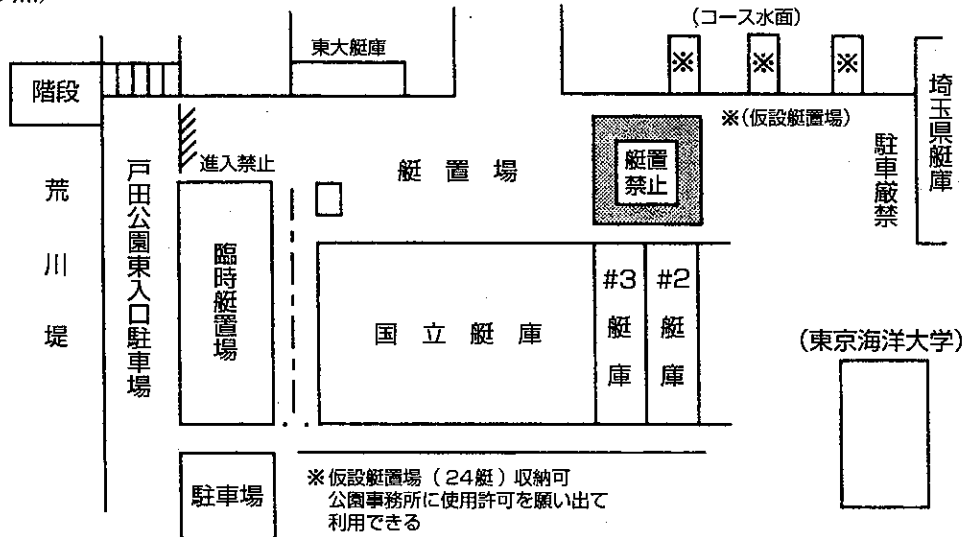 (コース水面)
東大艇庫
※ ※ ※
階段
※(仮設艇置場)
埼玉県艇庫
駐車厳禁
進入禁止
艇置場
艇置
禁止
荒川堤
戸田公園東入口駐車場
臨時艇置場
国立艇庫
#3艇庫
#2艇庫
(東京海洋大学)
駐車場
※仮設艇置場(24艇)収納可
公園事務所に使用許可を願い出て
利用できる